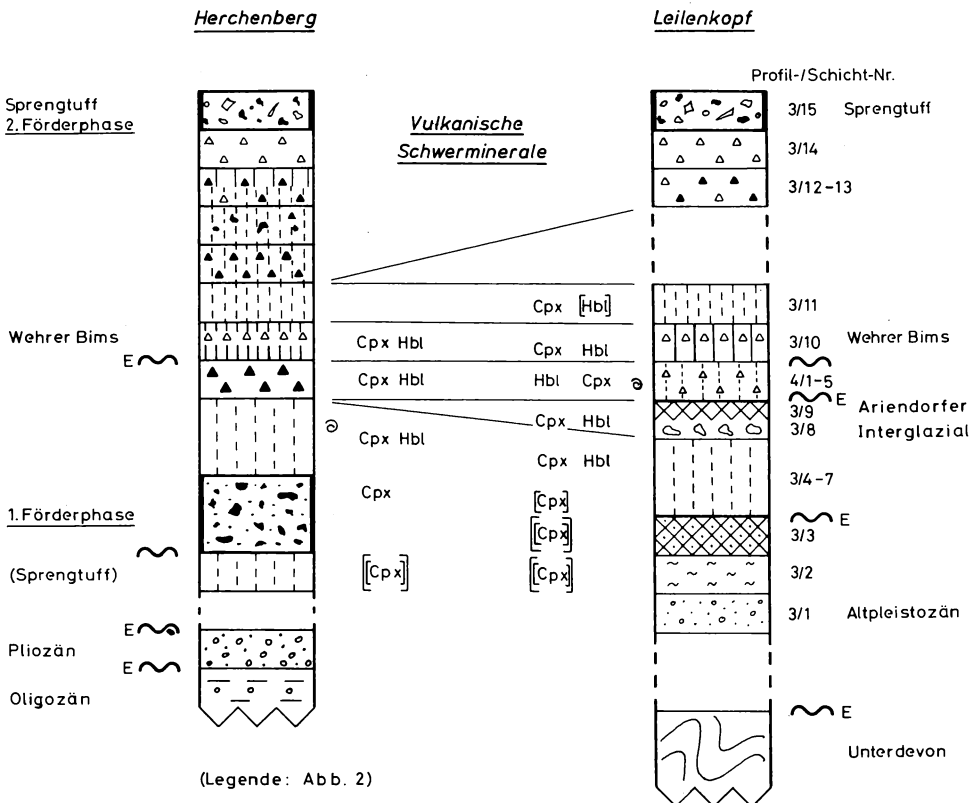 Herchenberg
Leilenkopf
Profil-/Schicht-Nr.
Sprengtuff
2. Förderphase
Vulkanische
Schwerminerale
3/15 Sprengtuff
3/14
3/12-13
Cpx [Hbl]
3/11
Wehrer Bims
Cpx Hbl
Cpx Hbl
3/10 Wehrer Bims
E
Cpx Hbl
Hbl Cpx
4/1-5
E
3/9 Ariendorfer
Cpx Hbl
3/8 Interglazial
Cpx Hbl
Cpx Hbl
3/4-7
Cpx
[Cpx]
1. Förderphase
E
[Cpx]
3/3
(Sprengtuff)
[Cpx]
[Cpx]
3/2
3/1 Altpleistozän
E
Pliozän
E
Oligozän
E
Unterdevon
(Legende: Abb. 2)